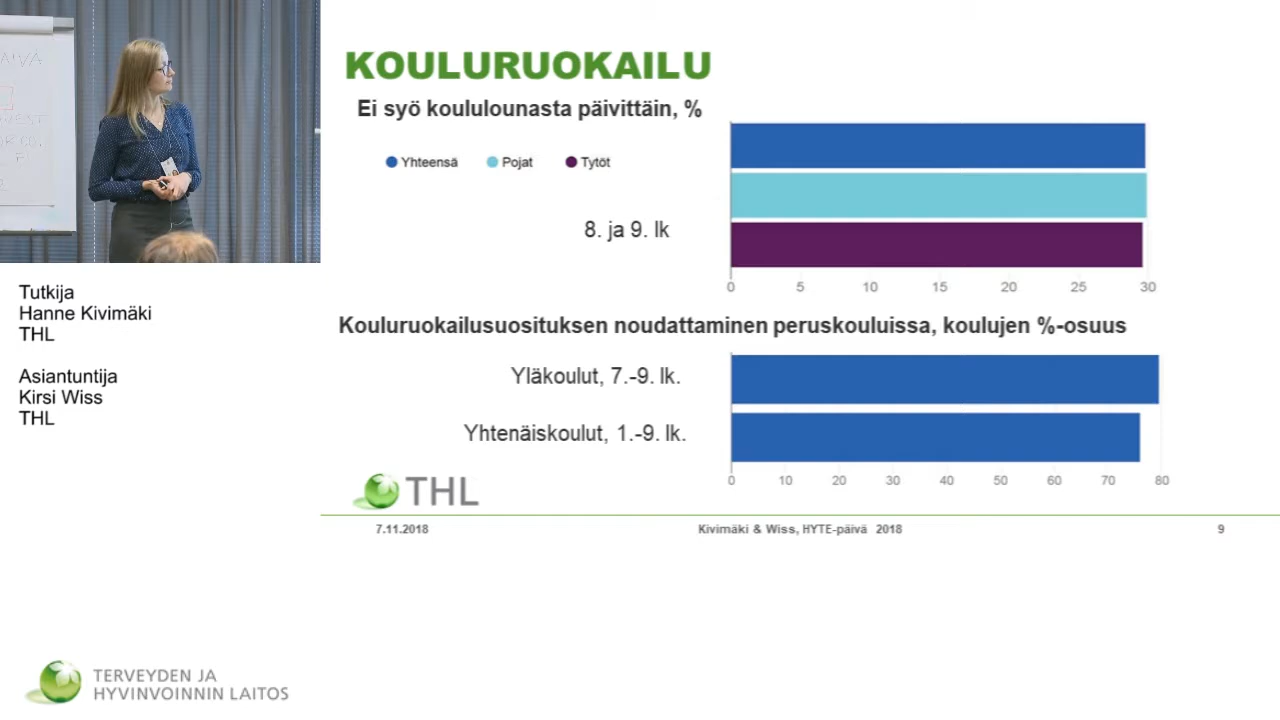 KOULURUOKAILU
Ei syö koululounasta päivittäin, %
Yhteensä Pojat Tytöt
8. ja 9. lk
0 5 10 15 20 25 30
Tutkija
Hanne Kivimäki
THL
Asiantuntija
Kirsi Wiss
THL
Kouluruokailusuosituksen noudattaminen peruskouluissa, koulujen %-osuus
Yläkoulut, 7.-9. lk.
Yhtenäiskoulut, 1.-9. lk.
0 10 20 30 40 50 60 70 80
THL
7.11.2018 Kivimäki & Wiss, HYTE-päivä 2018 9
TERVEYDEN JA
HYVINVOINNIN LAITOS